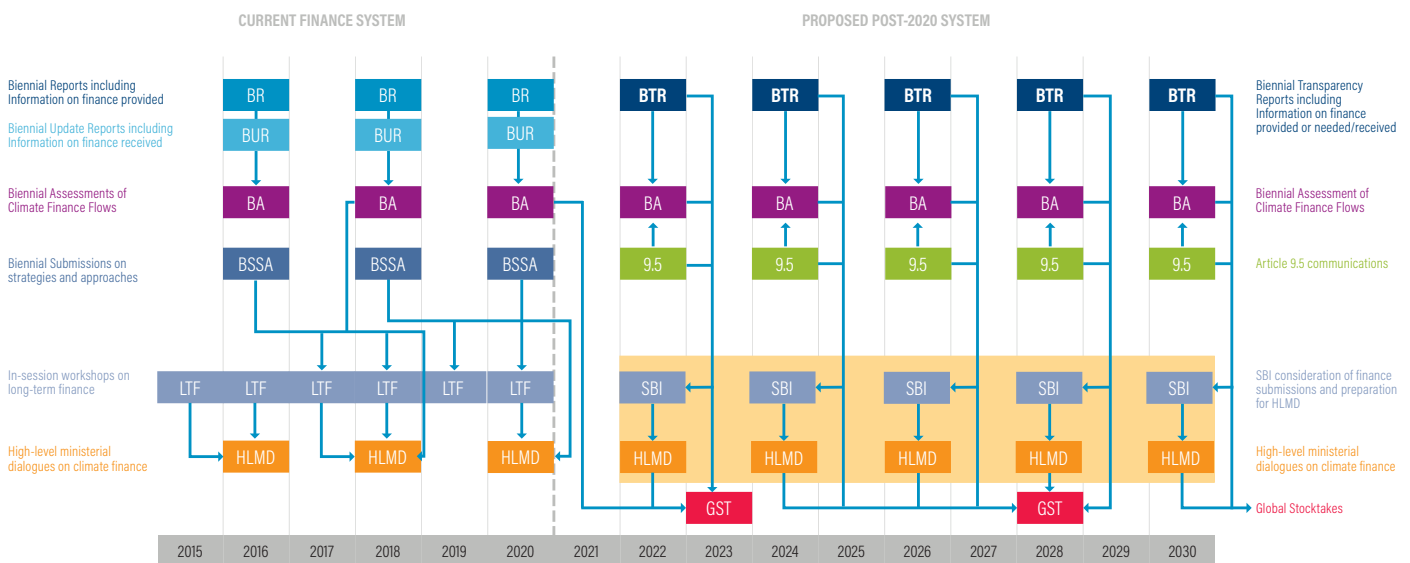 CURRENT FINANCE SYSTEM
PROPOSED POST-2020 SYSTEM
Biennial Reports including
Information on finance provided
BR
BR
BR
BTR
BTR
BTR
BTR
BTR
Biennial Transparency
Reports including
Information on finance
provided or needed/received
Biennial Update Reports including
Information on finance received
BUR
BUR
BUR
Biennial Assessments of
Climate Finance Flows
BA
BA
BA
BA
BA
BA
BA
BA
Biennial Assessment of
Climate Finance Flows
Biennial Submissions on
strategies and approaches
BSSA
BSSA
BSSA
9.5
9.5
9.5
9.5
9.5
Article 9.5 communications
In-session workshops on
long-term finance
LTF
LTF
LTF
LTF
LTF
LTF
SBI
SBI
SBI
SBI
SBI
SBI consideration of finance
submissions and preparation
for HLMD
High-level ministerial
dialogues on climate finance
HLMD
HLMD
HLMD
HLMD
HLMD
HLMD
HLMD
HLMD
High-level ministerial
dialogues on climate finance
GST
GST
Global Stocktakes
2015
2016
2017
2018
2019
2020
2021
2022
2023
2024
2025
2026
2027
2028
2029
2030